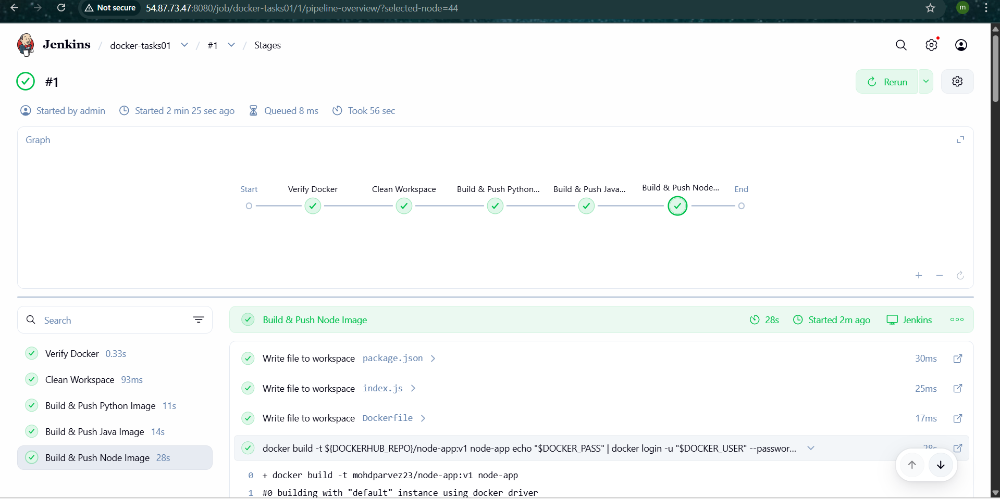 Not secure 54.87.73.47:8080/job/docker-tasks01/1/pipeline-overview/?selected-node=44 m
Jenkins / docker-tasks01 / #1 / Stages
#1 Rerun
Started by admin Started 2 min 25 sec ago Queued 8 ms Took 56 sec
Graph
Start Verify Docker Clean Workspace Build & Push Python... Build & Push Java... Build & Push Node... End
Search
Verify Docker 0.33s
Clean Workspace 93ms
Build & Push Python Image 11s
Build & Push Java Image 14s
Build & Push Node Image 28s
Build & Push Node Image 28s Started 2m ago Jenkins
Write file to workspace package.json 30ms
Write file to workspace index.js 25ms
Write file to workspace Dockerfile 17ms
docker build -t ${DOCKERHUB_REPO}/node-app:v1 node-app echo "$DOCKER_PASS" | docker login -u "$DOCKER_USER" --passwor... 28s
0 + docker build -t mohdparvez23/node-app:v1 node-app
1 #0 building with "default" instance using docker driver